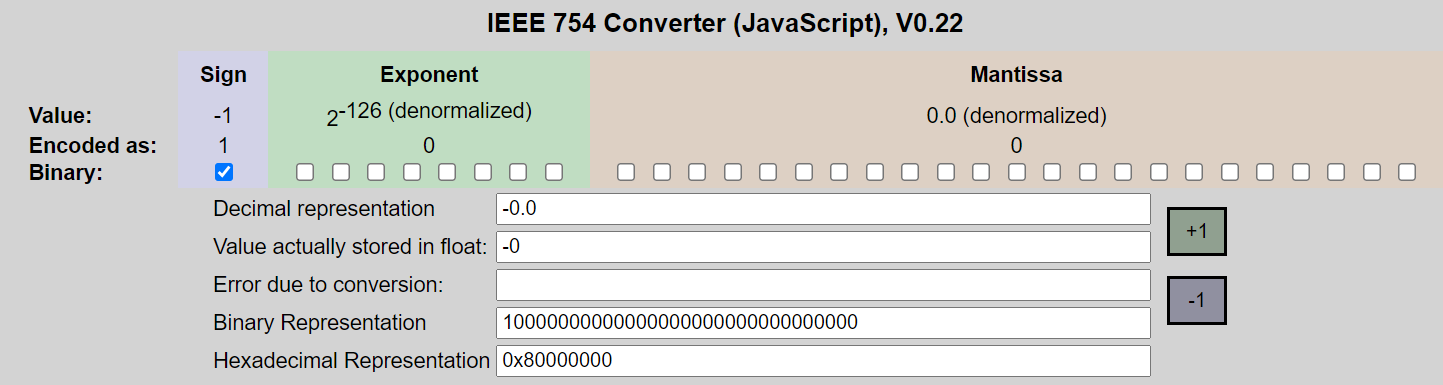 IEEE 754 Converter (JavaScript), V0.22
Sign Exponent Mantissa
Value: -1 2-126 (denormalized) 0.0 (denormalized)
Encoded as: 1 0 0
Binary:
Decimal representation -0.0
Value actually stored in float: -0
+1
Error due to conversion:
-1
Binary Representation 10000000000000000000000000000000
Hexadecimal Representation 0x80000000